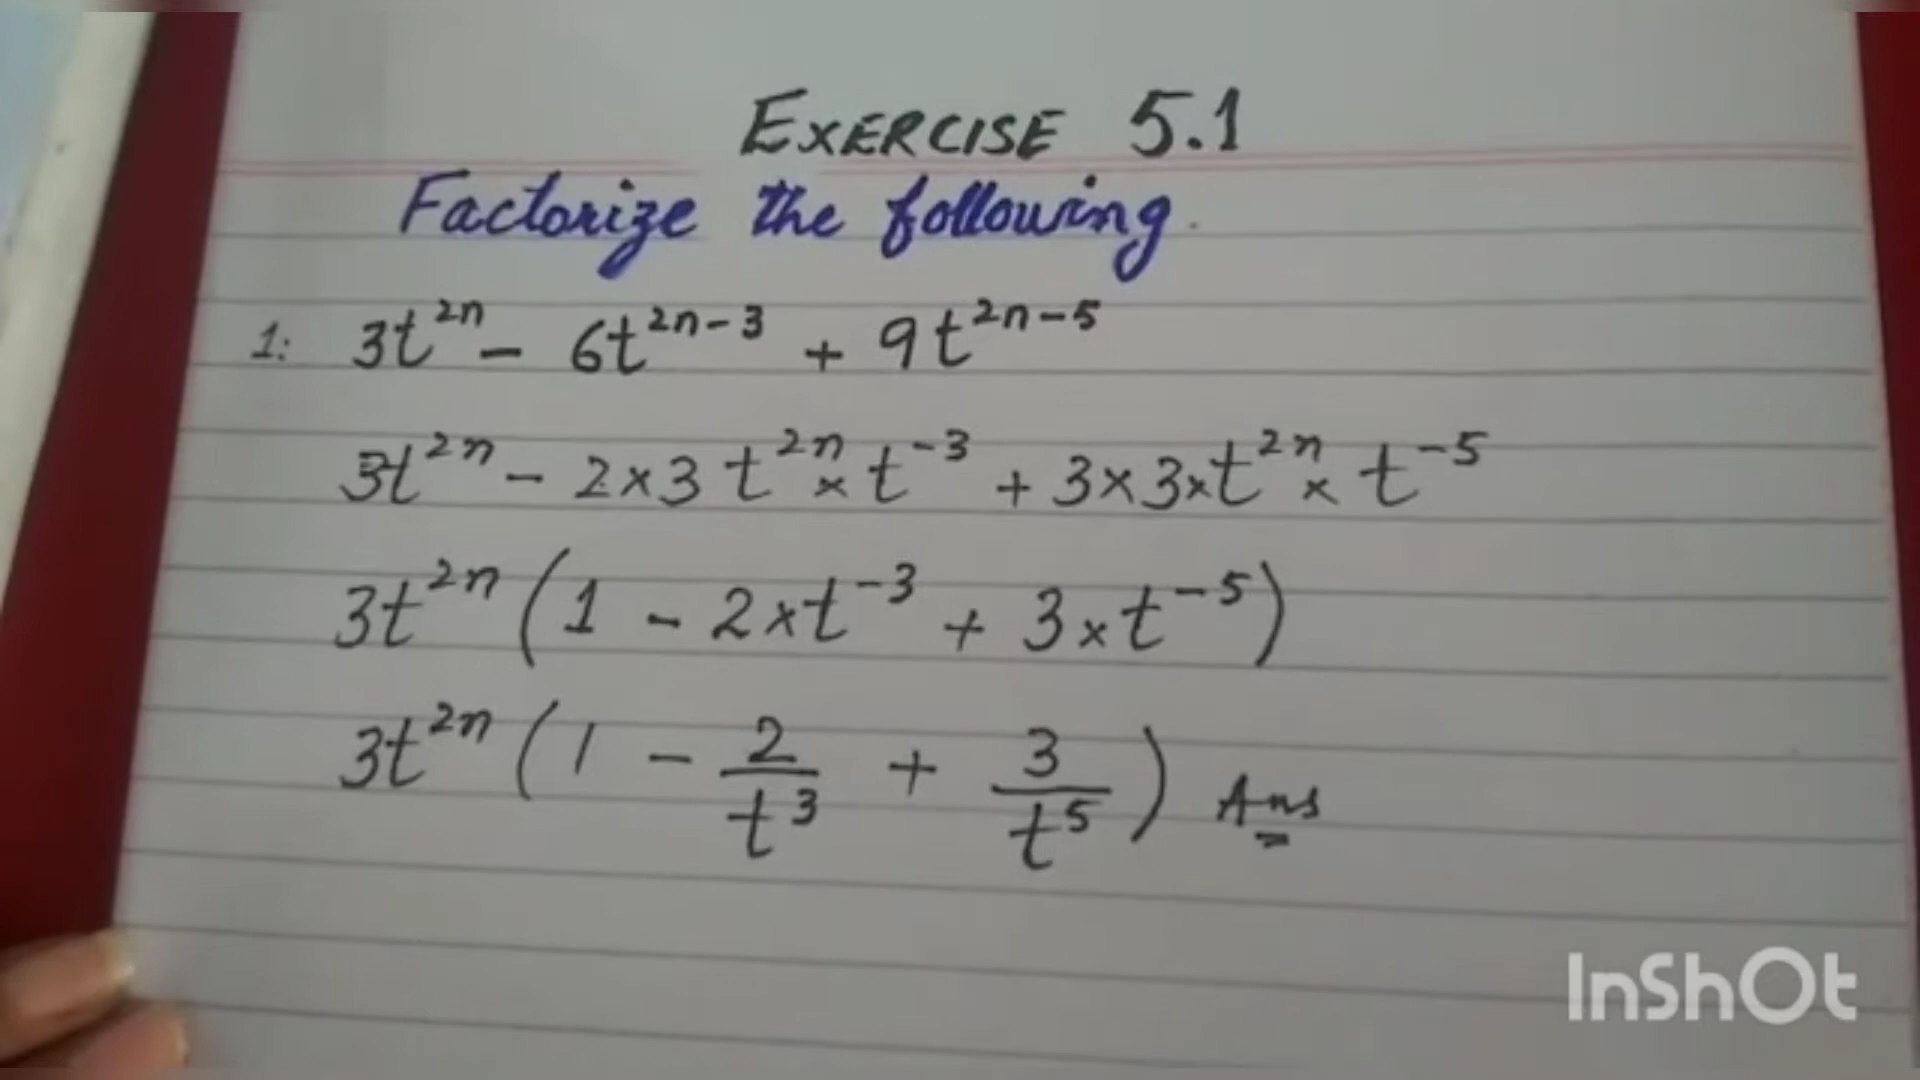 EXERCISE 5.1
Factorize the following.
1: 3t^{2n} - 6t^{2n-3} + 9t^{2n-5}
3t^{2n} - 2×3 t^{2n} × t^{-3} + 3×3×t^{2n} × t^{-5}
3t^{2n} (1 - 2×t^{-3} + 3×t^{-5})
3t^{2n} (1 - \frac{2}{t^3} + \frac{3}{t^5}) Ans
InShOt